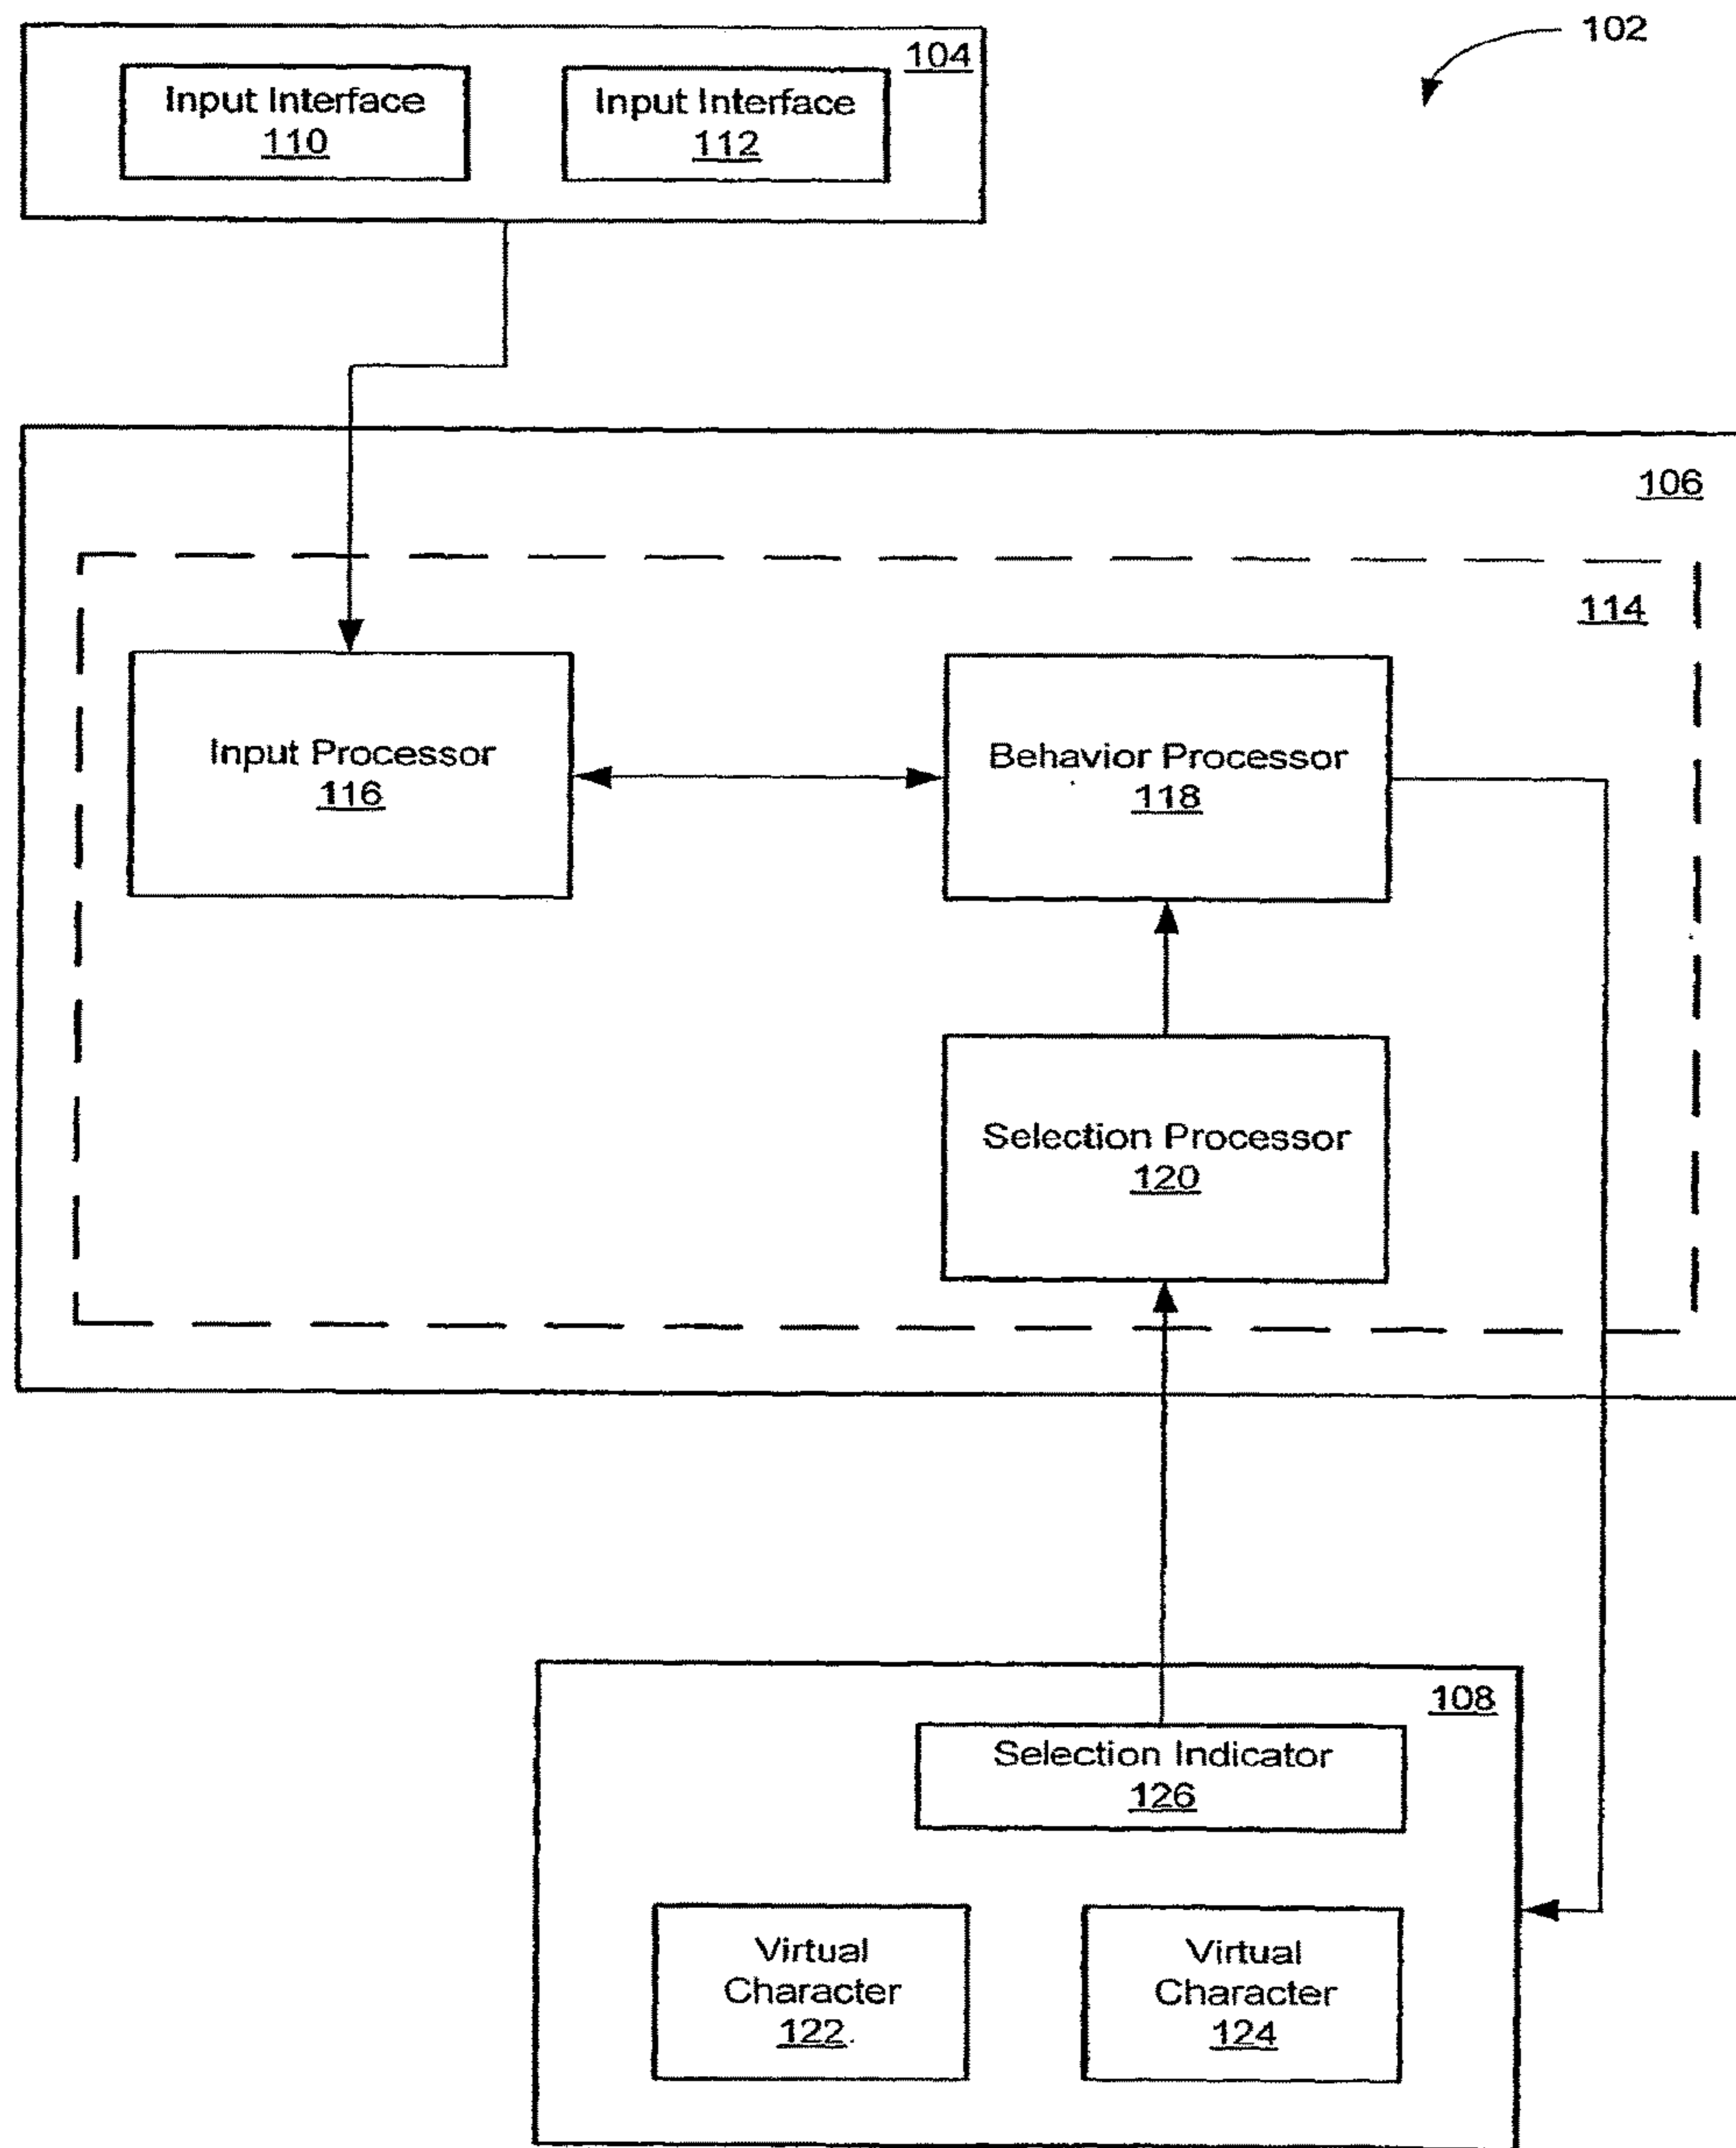 102
104
Input Interface
110
Input Interface
112
106
114
Input Processor
116
Behavior Processor
118
Selection Processor
120
108
Selection Indicator
126
Virtual
Character
122
Virtual
Character
124